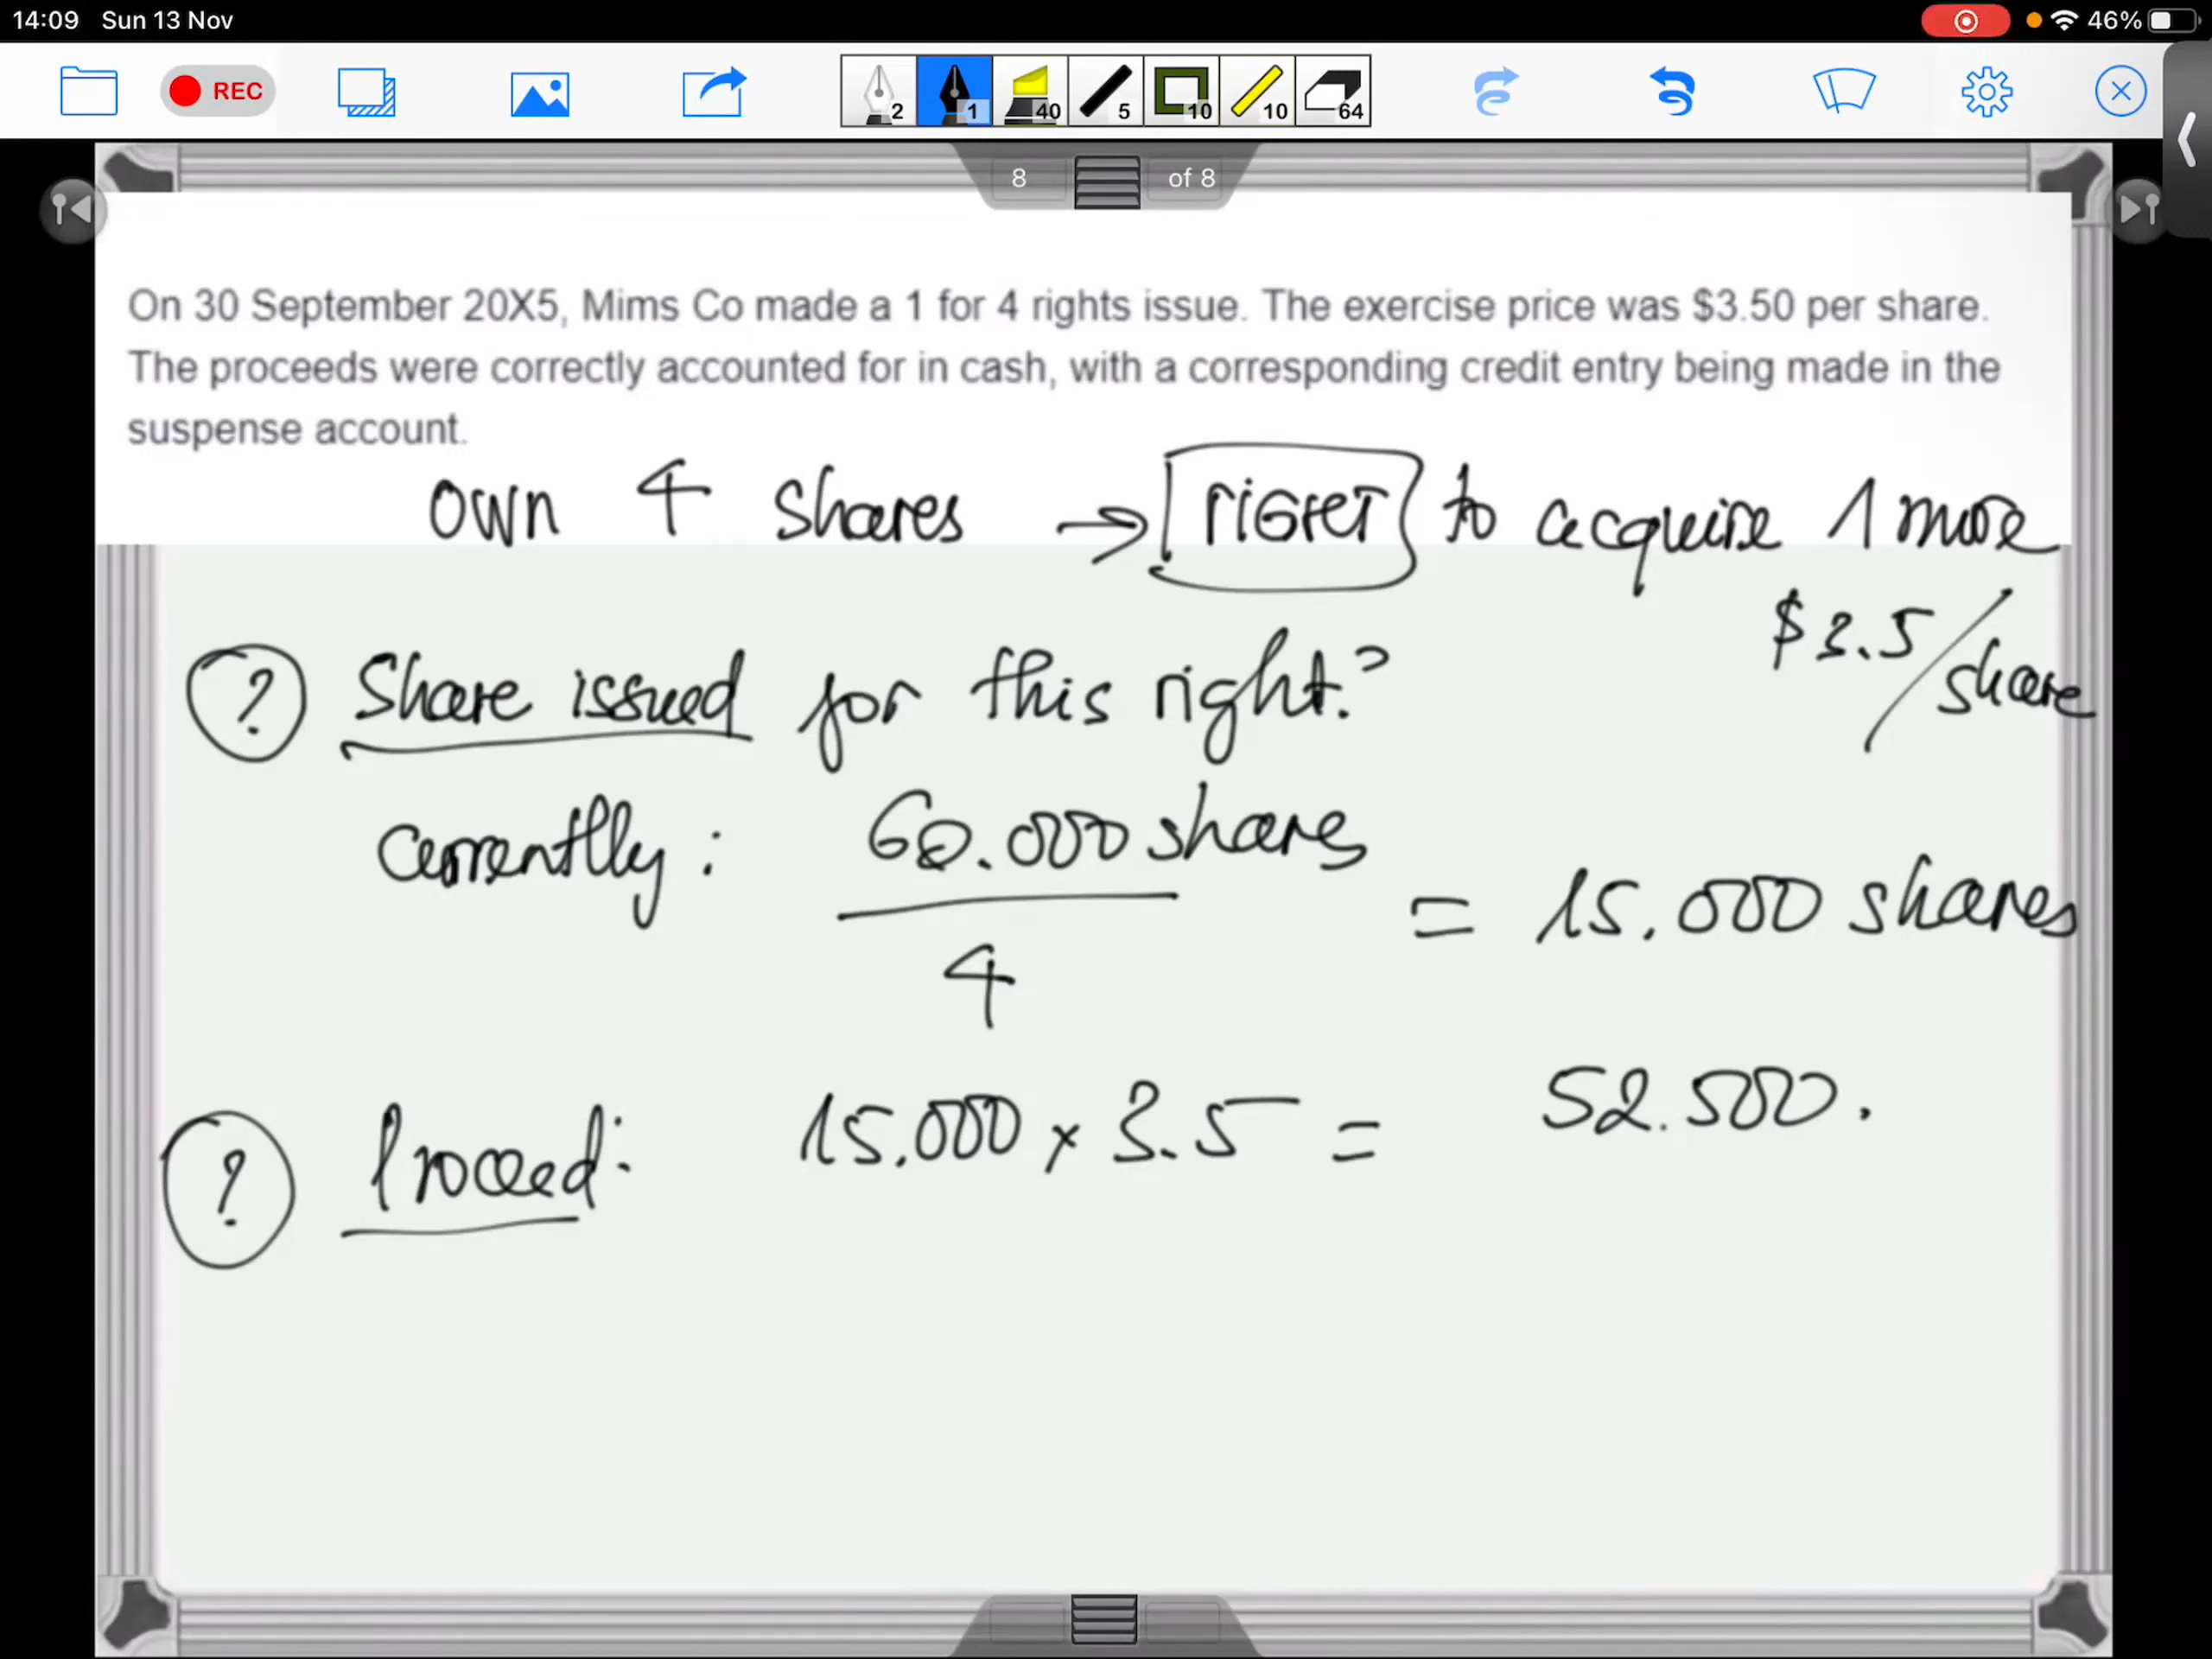 14:09 Sun 13 Nov 46%
REC 2 1 40 5 10 10 64
8 of 8
On 30 September 20X5, Mims Co made a 1 for 4 rights issue. The exercise price was $3.50 per share.
The proceeds were correctly accounted for in cash, with a corresponding credit entry being made in the
suspense account.
own 4 shares → to acquire 1 more
$3.5/share
? Share issued for this right?
currently: 60.000 shares
4
= 15.000 shares
? Proceed: 15.000 x 3.5 = 52.500.